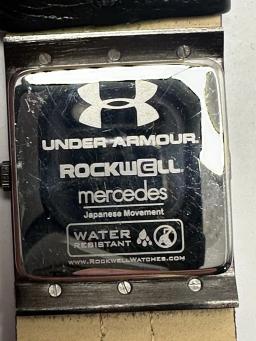 UNDER ARMOUR.
ROCKWELL
mercedes
Japanese Movement
WATER
RESISTANT
WWW.ROCKWELLWATCHES.COM